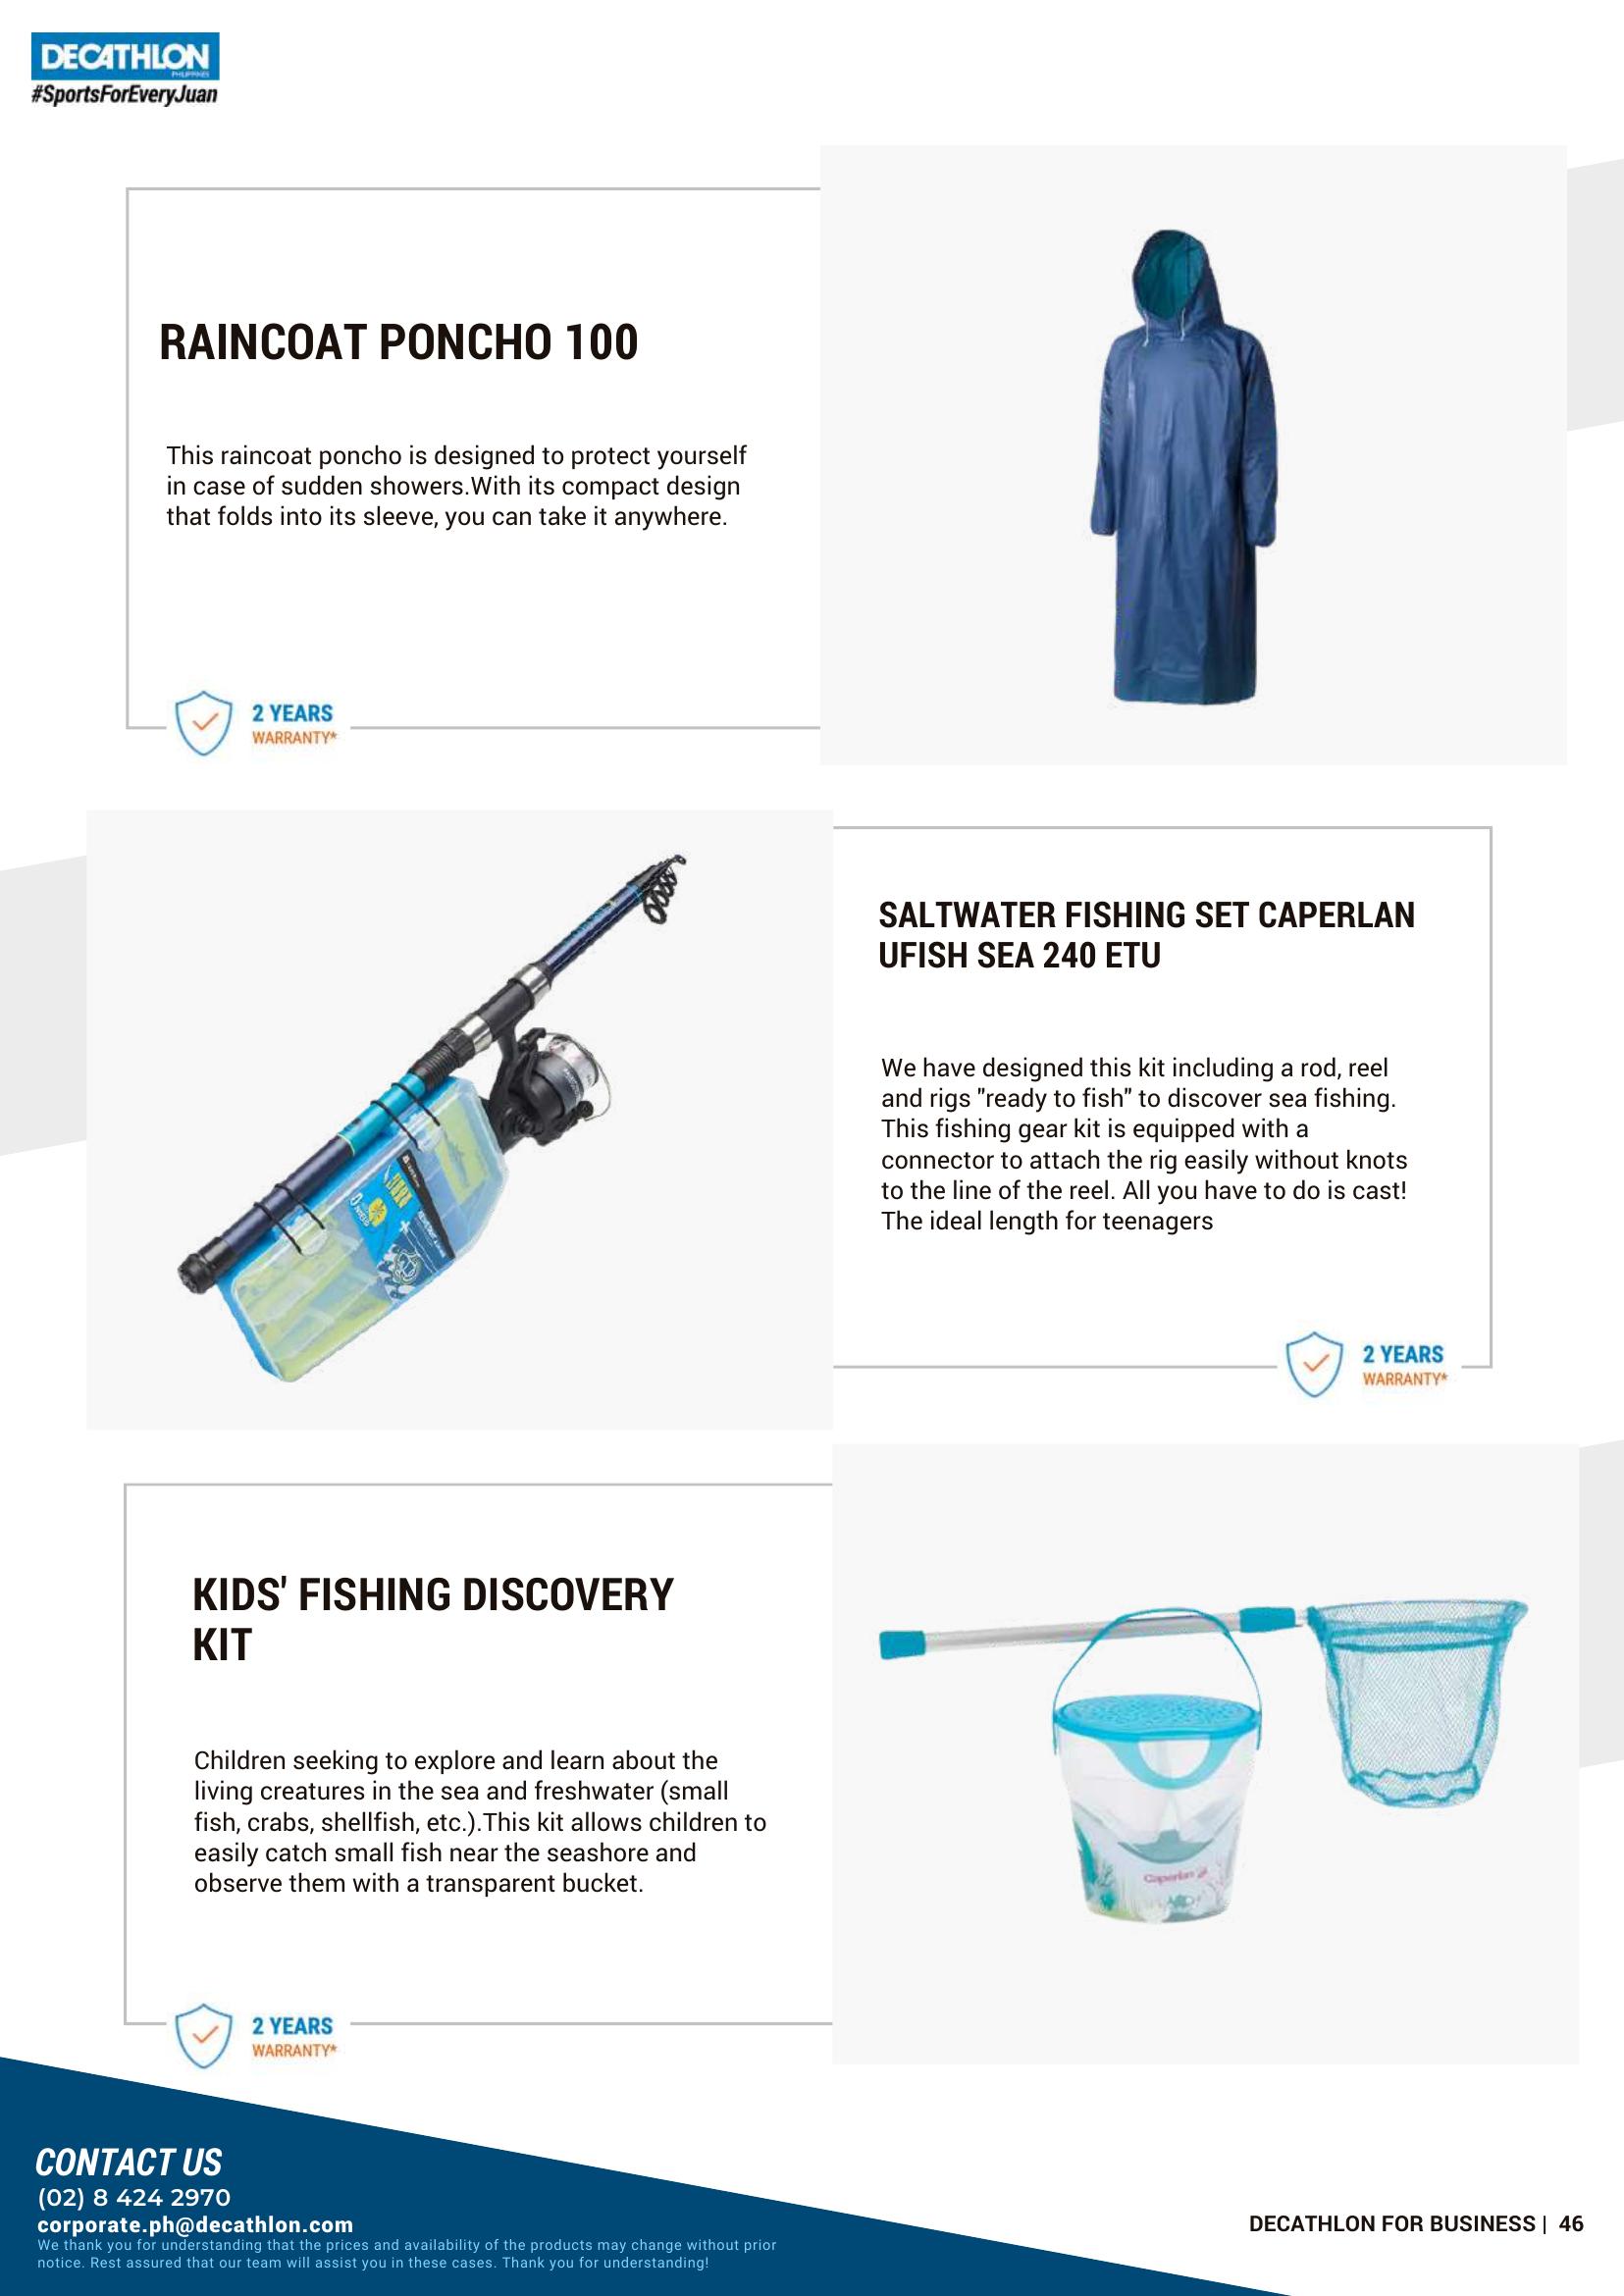 DECATHLON
PHILIPPINES
#SportsForEveryJuan
RAINCOAT PONCHO 100
This raincoat poncho is designed to protect yourself
in case of sudden showers.With its compact design
that folds into its sleeve, you can take it anywhere.
2 YEARS
WARRANTY*
SALTWATER FISHING SET CAPERLAN
UFISH SEA 240 ETU
We have designed this kit including a rod, reel
and rigs "ready to fish" to discover sea fishing.
This fishing gear kit is equipped with a
connector to attach the rig easily without knots
to the line of the reel. All you have to do is cast!
The ideal length for teenagers
2 YEARS
WARRANTY*
KIDS' FISHING DISCOVERY
KIT
Children seeking to explore and learn about the
living creatures in the sea and freshwater (small
fish, crabs, shellfish, etc.).This kit allows children to
easily catch small fish near the seashore and
observe them with a transparent bucket.
Caperlan
2 YEARS
WARRANTY*
CONTACT US
(02) 8 424 2970
corporate.ph@decathlon.com
We thank you for understanding that the prices and availability of the products may change without prior
notice. Rest assured that our team will assist you in these cases. Thank you for understanding!
DECATHLON FOR BUSINESS | 46